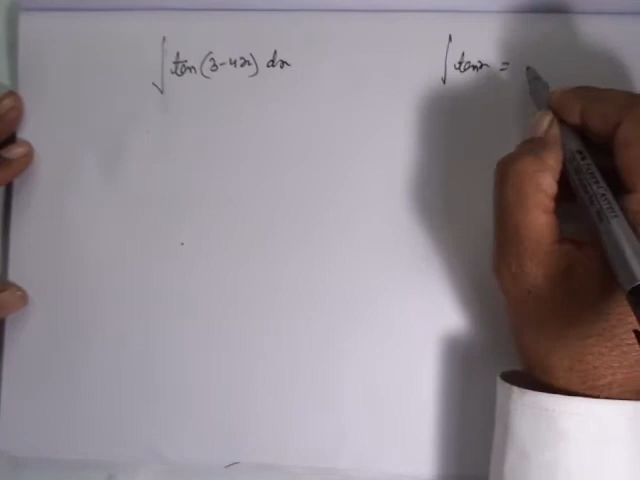 ∫ tan(3-4x) dx
∫ tanx =